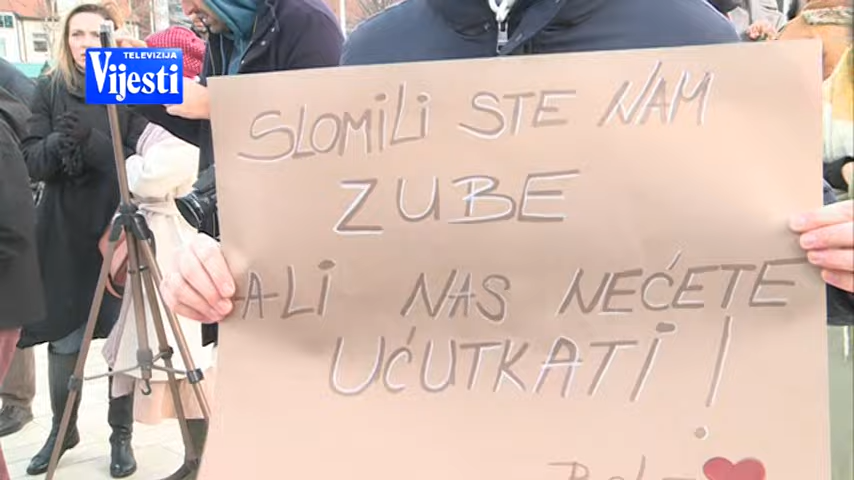 TELEVIZIJA
Vijesti
SLOMILI STE NAM
ZUBE
ALI NAS NEĆETE
UĆUTKATI!